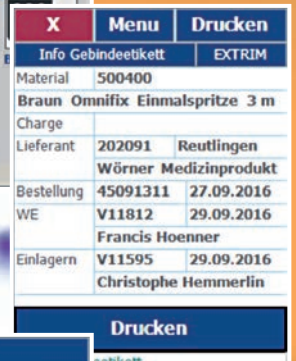 X Menu Drucken
Info Gebindeetikett EXTRIM
Material 500400
Braun Omnifix Einmalspritze 3 m
Charge
Lieferant 202091 Reutlingen
Wörner Medizinprodukt
Bestellung 45091311 27.09.2016
WE V11812 29.09.2016
Francis Hoenner
Einlagern V11595 29.09.2016
Christophe Hemmerlin
Drucken